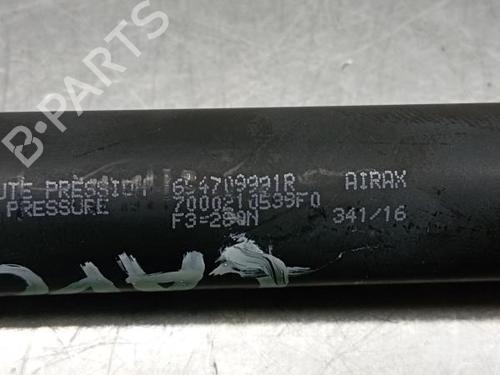 UTE PRESSION 654709991R AIRAX
PRESSURE 7000210539F0
F3=280N 341/16
B-PARTS